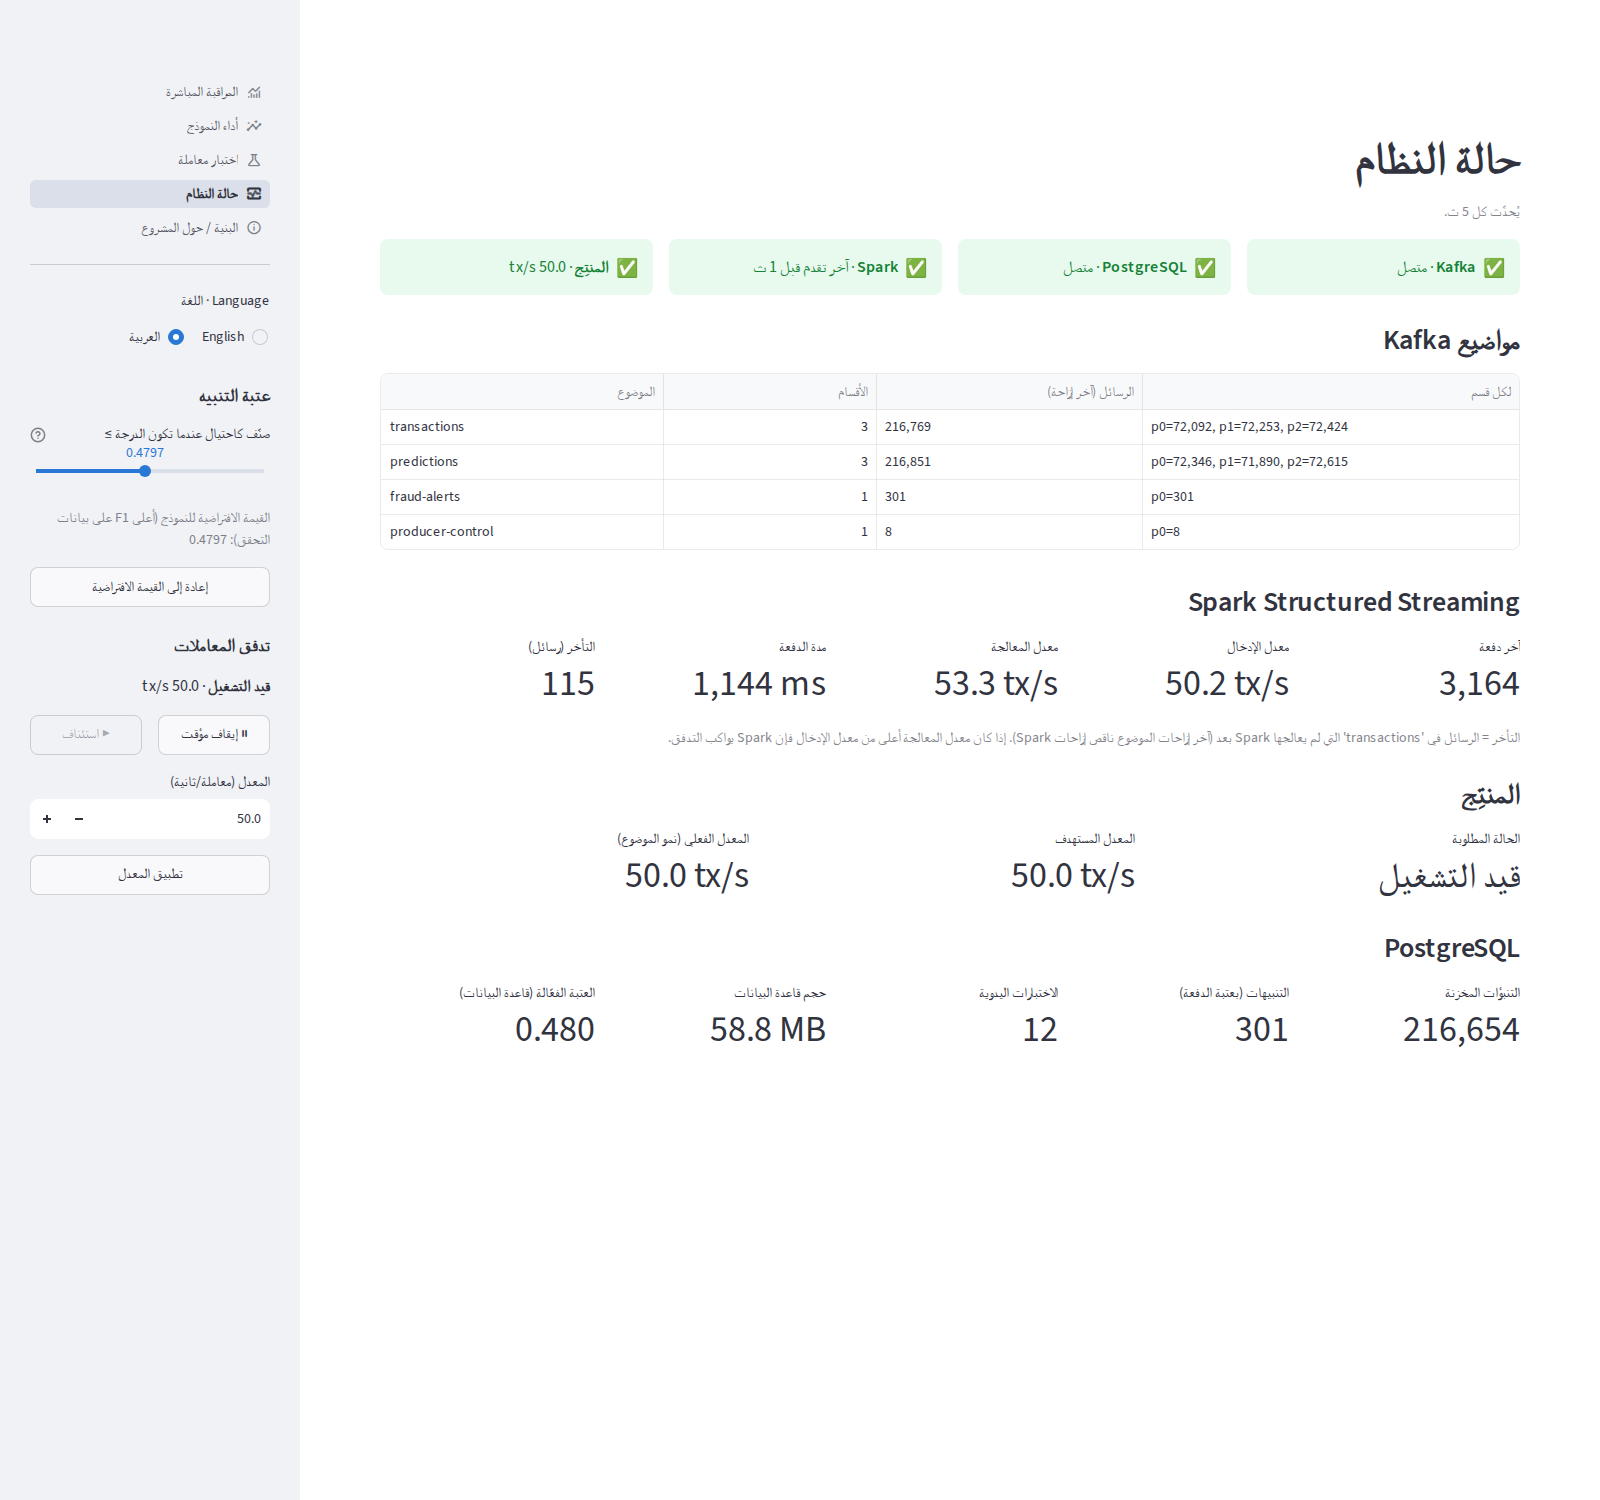 المراقبة المباشرة
أداء النموذج
اختبار معاملة
حالة النظام
البنية / حول المشروع
Language · اللغة
English العربية
عتبة التنبيه
صنّف كاحتيال عندما تكون الدرجة ≥
0.4797
القيمة الافتراضية للنموذج (أعلى F1 على بيانات
التحقق): 0.4797
إعادة إلى القيمة الافتراضية
تدفق المعاملات
قيد التشغيل · 50.0 tx/s
⏸ إيقاف مؤقت ▶ استئناف
المعدل (معاملة/ثانية)
50.0 − +
تطبيق المعدل
حالة النظام
يُحدَّث كل 5 ث.
✅ Kafka · متصل
✅ PostgreSQL · متصل
✅ Spark · آخر تقدم قبل 1 ث
✅ المنتِج · 50.0 tx/s
مواضيع Kafka
الموضوع الأقسام الرسائل (آخر إزاحة) لكل قسم
transactions 3 216,769 p0=72,092, p1=72,253, p2=72,424
predictions 3 216,851 p0=72,346, p1=71,890, p2=72,615
fraud-alerts 1 301 p0=301
producer-control 1 8 p0=8
Spark Structured Streaming
آخر دفعة معدل الإدخال معدل المعالجة مدة الدفعة التأخر (رسائل)
3,164 50.2 tx/s 53.3 tx/s 1,144 ms 115
التأخر = الرسائل في 'transactions' التي لم يعالجها Spark بعد (آخر إزاحات الموضوع ناقص إزاحات Spark). إذا كان معدل المعالجة أعلى من معدل الإدخال فإن Spark يواكب التدفق.
المنتِج
الحالة المطلوبة المعدل المستهدف المعدل الفعلي (نمو الموضوع)
قيد التشغيل 50.0 tx/s 50.0 tx/s
PostgreSQL
التنبؤات المخزنة التنبيهات (بعتبة الدفعة) الاختبارات اليدوية حجم قاعدة البيانات العتبة الفعّالة (قاعدة البيانات)
216,654 301 12 58.8 MB 0.480